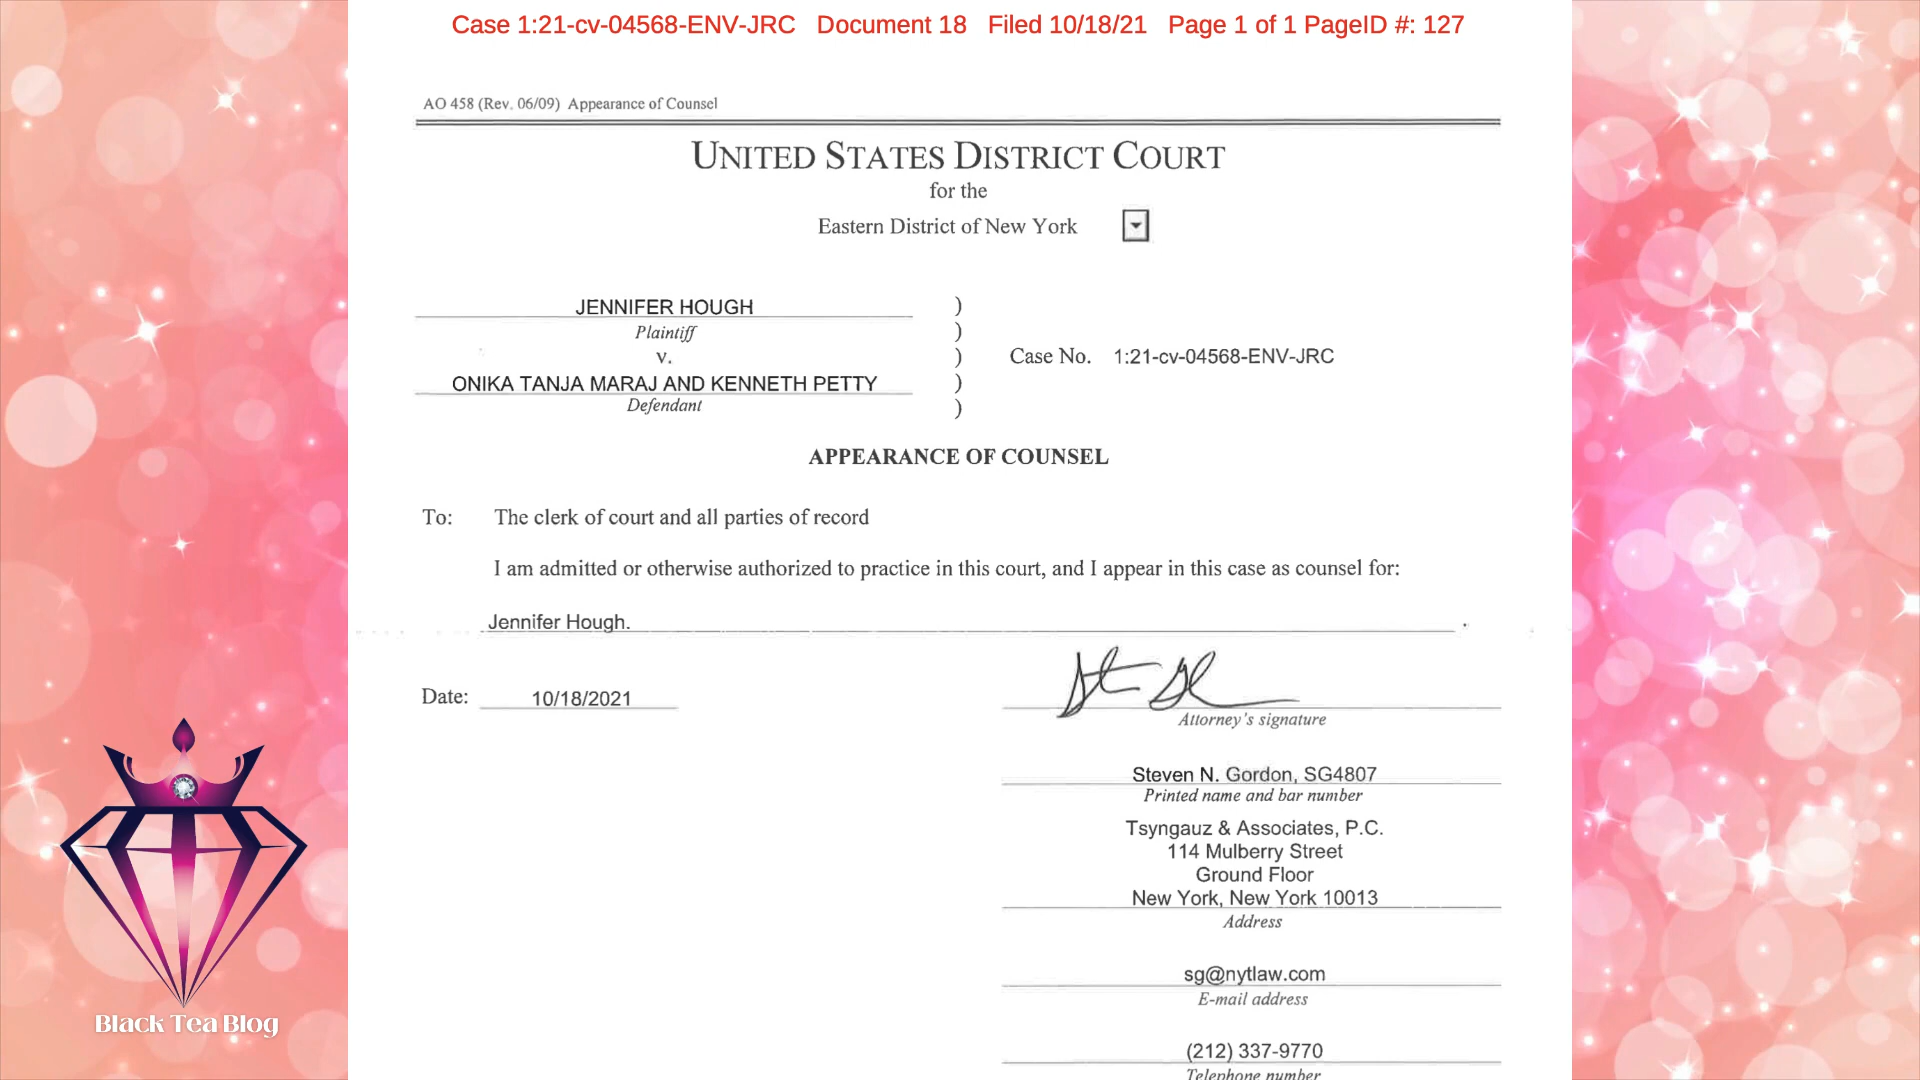 Case 1:21-cv-04568-ENV-JRC Document 18 Filed 10/18/21 Page 1 of 1 PageID #: 127
AO 458 (Rev. 06/09) Appearance of Counsel
UNITED STATES DISTRICT COURT
for the
Eastern District of New York
JENNIFER HOUGH
Plaintiff
v.
ONIKA TANJA MARAJ AND KENNETH PETTY
Defendant
)
)
)
)
)
Case No. 1:21-cv-04568-ENV-JRC
APPEARANCE OF COUNSEL
To: The clerk of court and all parties of record
I am admitted or otherwise authorized to practice in this court, and I appear in this case as counsel for:
Jennifer Hough. .
Date: 10/18/2021
Attorney's signature
Steven N. Gordon, SG4807
Printed name and bar number
Tsyngauz & Associates, P.C.
114 Mulberry Street
Ground Floor
New York, New York 10013
Address
sg@nytlaw.com
E-mail address
(212) 337-9770
Telephone number
Black Tea Blog